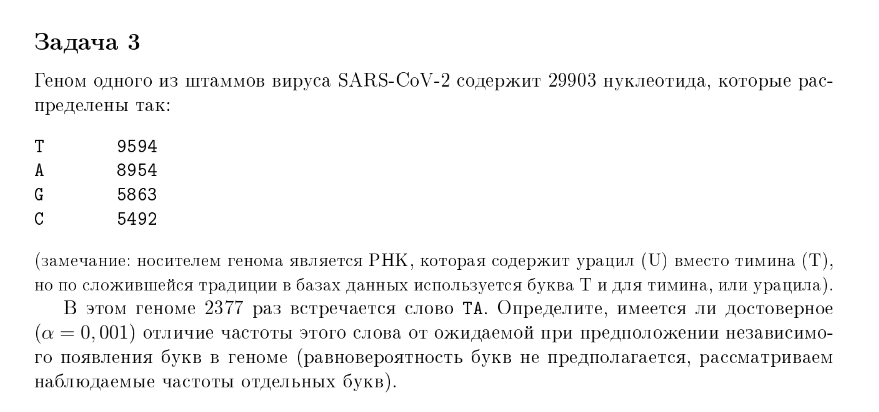 Задача 3
Геном одного из штаммов вируса SARS-CoV-2 содержит 29903 нуклеотида, которые рас-
пределены так:
T 9594
A 8954
G 5863
C 5492
(замечание: носителем генома является РНК, которая содержит урацил (U) вместо тимина (T),
но по сложившейся традиции в базах данных используется буква T и для тимина, или урацила).
В этом геноме 2377 раз встречается слово TA. Определите, имеется ли достоверное
(α = 0,001) отличие частоты этого слова от ожидаемой при предположении независимо-
го появления букв в геноме (равновероятность букв не предполагается, рассматриваем
наблюдаемые частоты отдельных букв).